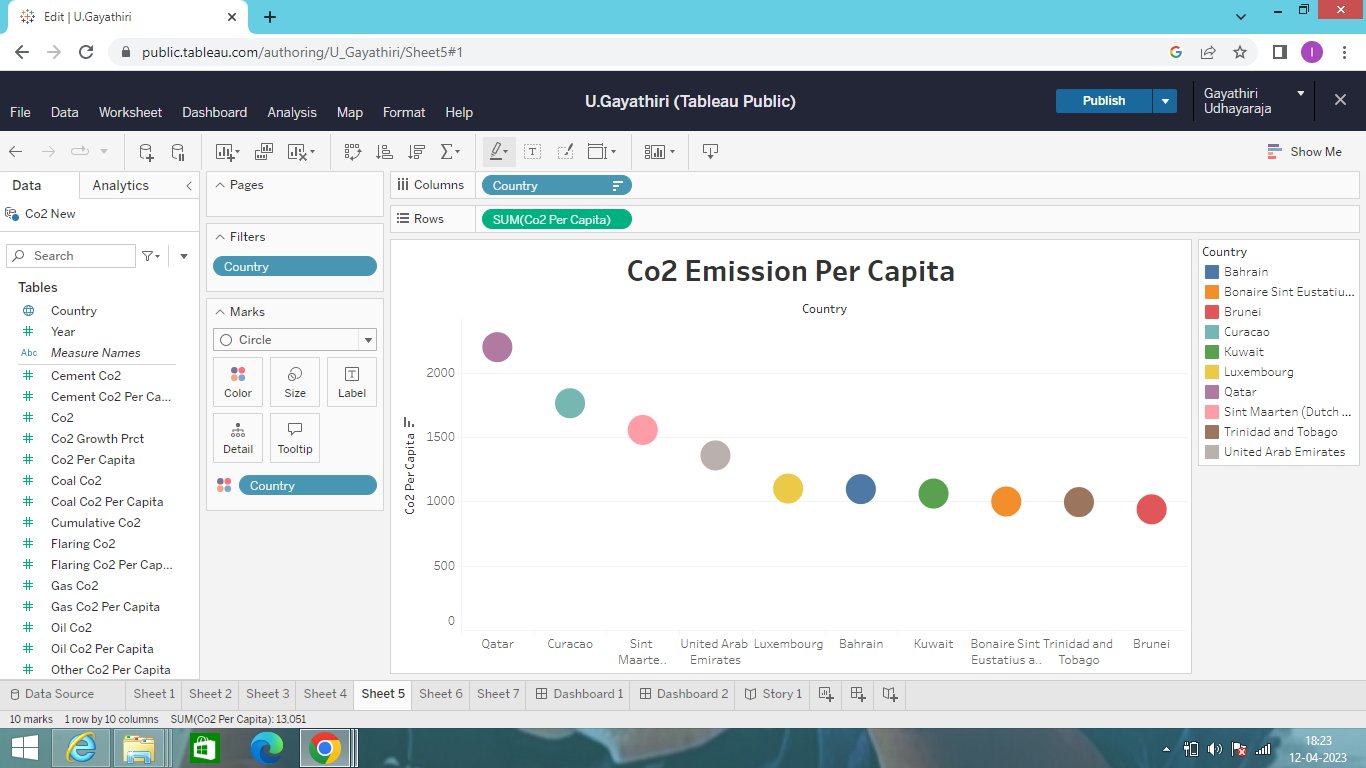 Edit | U.Gayathiri
public.tableau.com/authoring/U_Gayathiri/Sheet5#1
I
File Data Worksheet Dashboard Analysis Map Format Help
U.Gayathiri (Tableau Public)
Publish
Gayathiri
Udhayaraja
Show Me
Data Analytics
Co2 New
Search
Tables
Country
Year
Abc Measure Names
Cement Co2
Cement Co2 Per Ca...
Co2
Co2 Growth Prct
Co2 Per Capita
Coal Co2
Coal Co2 Per Capita
Cumulative Co2
Flaring Co2
Flaring Co2 Per Cap...
Gas Co2
Gas Co2 Per Capita
Oil Co2
Oil Co2 Per Capita
Other Co2 Per Capita
Pages
Filters
Country
Marks
Circle
Color Size Label
Detail Tooltip
Country
Columns Country
Rows SUM(Co2 Per Capita)
Co2 Emission Per Capita
Country
Co2 Per Capita
2000
1500
1000
500
0
Qatar
Curacao
Sint
Maarte..
United Arab
Emirates
Luxembourg
Bahrain
Kuwait
Bonaire Sint
Eustatius a..
Trinidad and
Tobago
Brunei
Country
Bahrain
Bonaire Sint Eustatiu...
Brunei
Curacao
Kuwait
Luxembourg
Qatar
Sint Maarten (Dutch ...
Trinidad and Tobago
United Arab Emirates
Data Source Sheet 1 Sheet 2 Sheet 3 Sheet 4 Sheet 5 Sheet 6 Sheet 7 Dashboard 1 Dashboard 2 Story 1
10 marks 1 row by 10 columns SUM(Co2 Per Capita): 13,051
18:23
12-04-2023